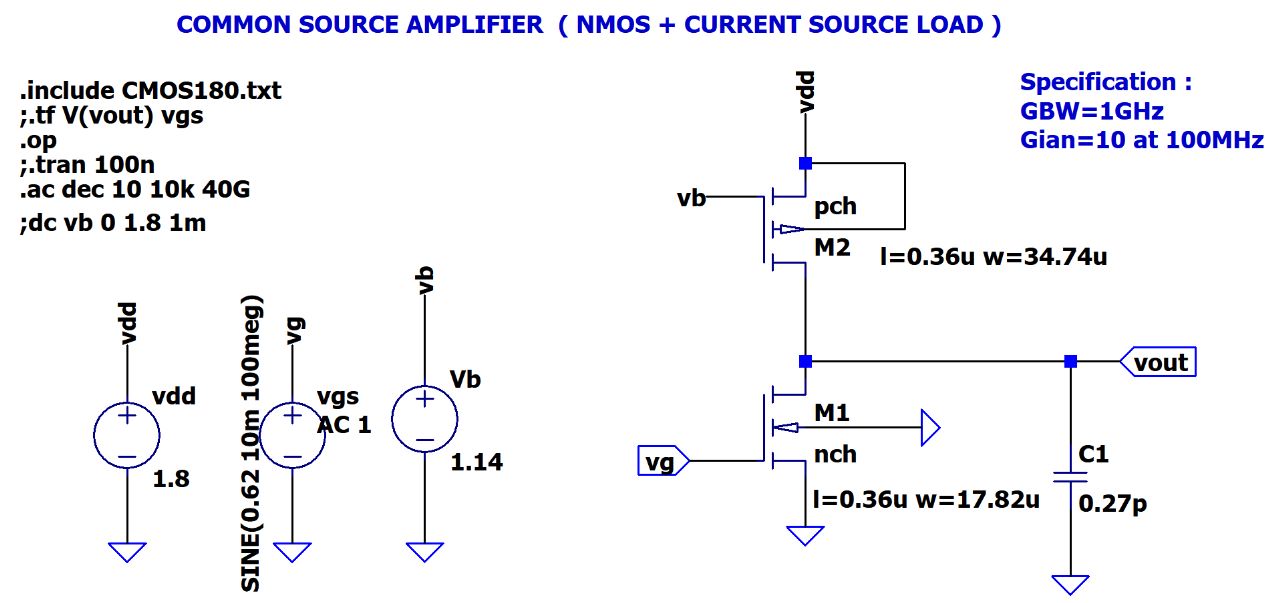 COMMON SOURCE AMPLIFIER ( NMOS + CURRENT SOURCE LOAD )
.include CMOS180.txt
;.tf V(vout) vgs
.op
;.tran 100n
.ac dec 10 10k 40G
;dc vb 0 1.8 1m
Specification :
GBW=1GHz
Gian=10 at 100MHz
vdd
vb
pch
M2
l=0.36u w=34.74u
vout
M1
nch
vg
l=0.36u w=17.82u
C1
0.27p
vdd
vdd
1.8
vg
vgs
AC 1
SINE(0.62 10m 100meg)
vb
Vb
1.14